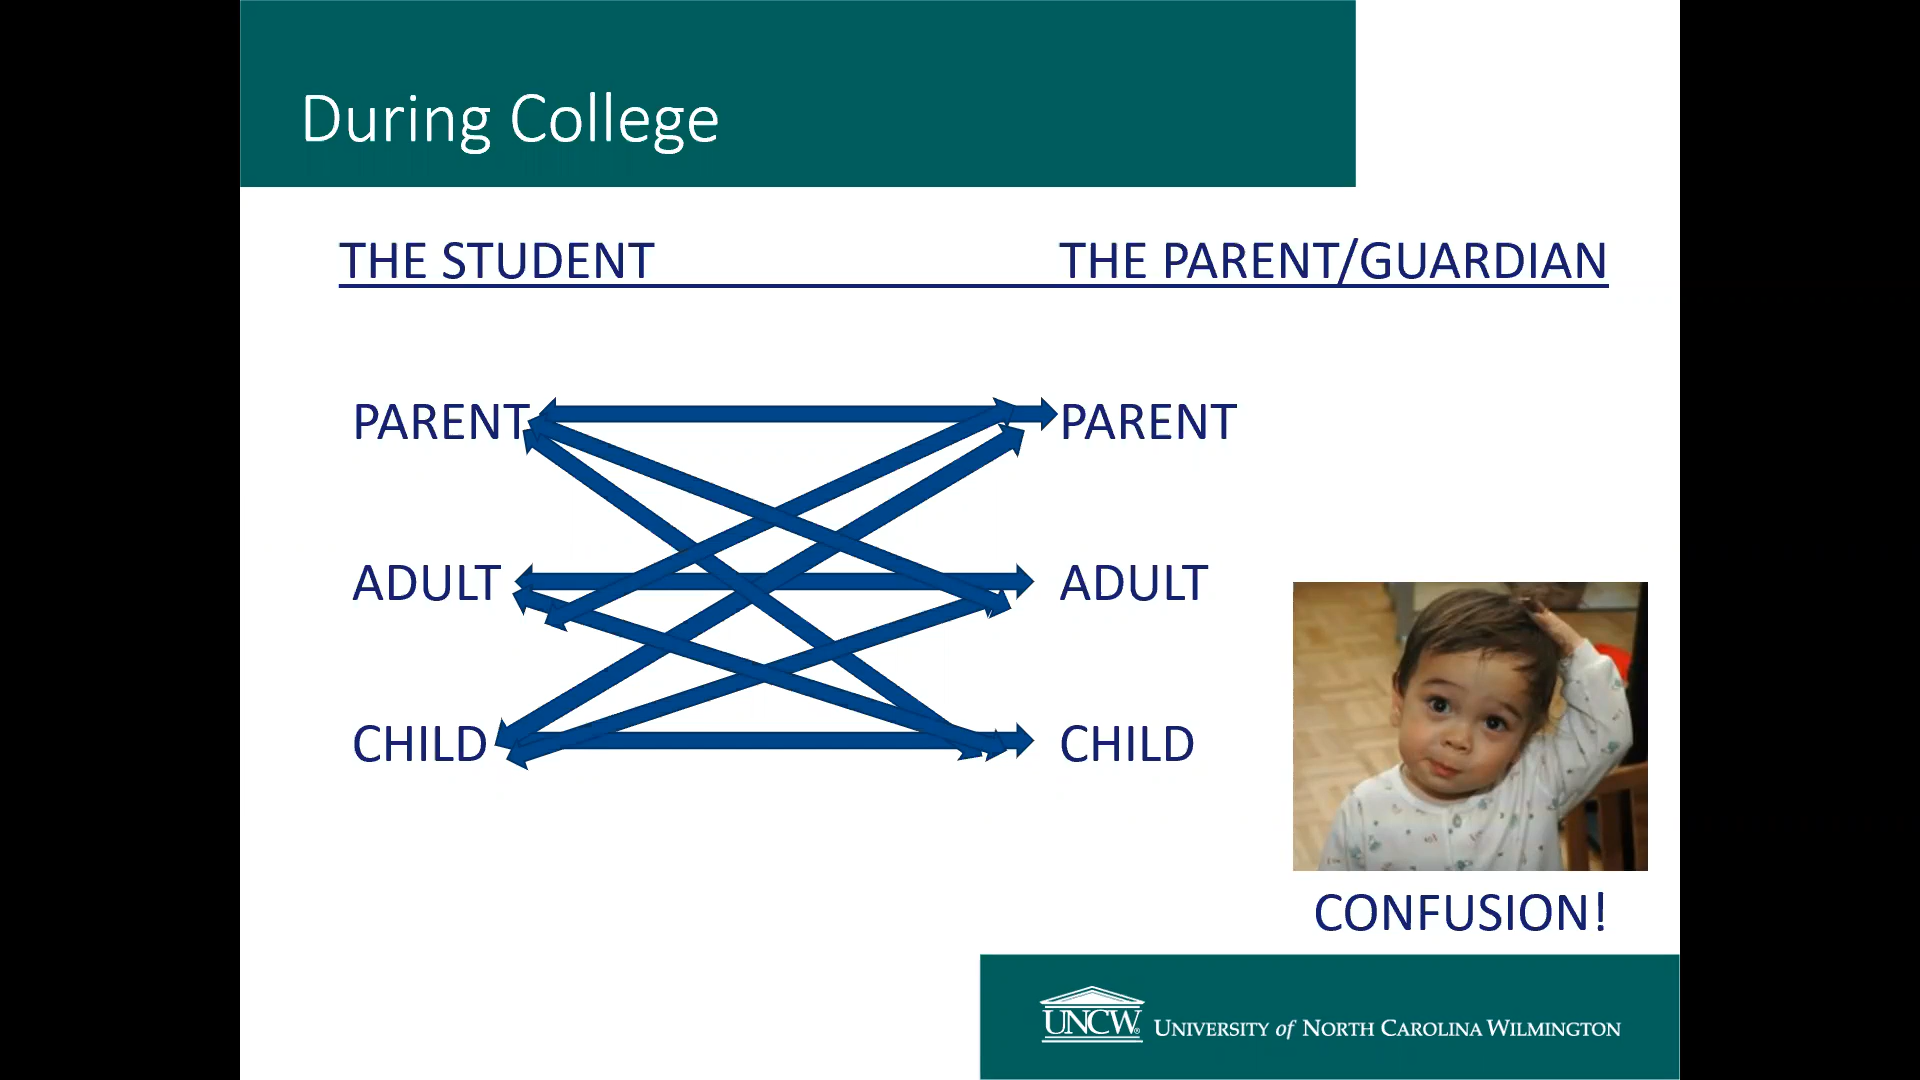 During College
THE STUDENT THE PARENT/GUARDIAN
PARENT PARENT
ADULT ADULT
CHILD CHILD
CONFUSION!
UNCW® UNIVERSITY of NORTH CAROLINA WILMINGTON